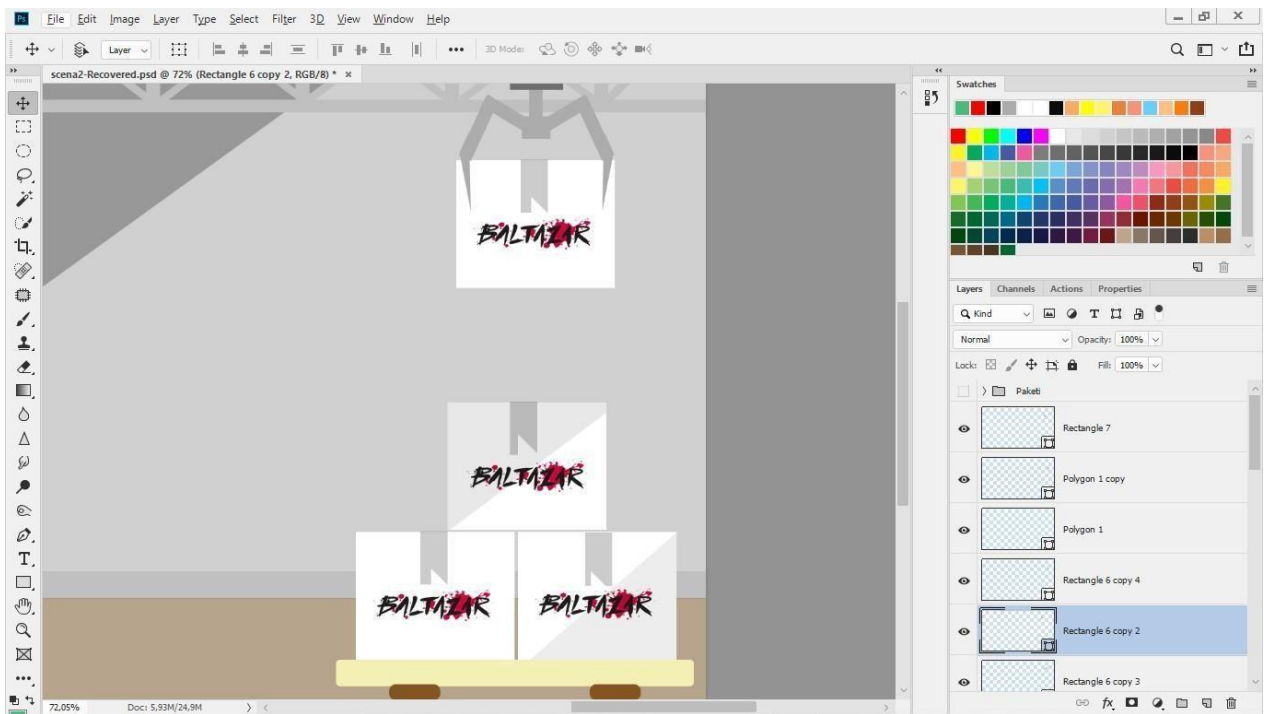 Ps File Edit Image Layer Type Select Filter 3D View Window Help
Layer 3D Mode:
scena2-Recovered.psd @ 72% (Rectangle 6 copy 2, RGB/8) *
Swatches
BALTAZAR
BALTAZAR
BALTAZAR BALTAZAR
Layers Channels Actions Properties
Kind
Normal Opacity: 100%
Lock: Fill: 100%
Paketi
Rectangle 7
Polygon 1 copy
Polygon 1
Rectangle 6 copy 4
Rectangle 6 copy 2
Rectangle 6 copy 3
72,05% Doc: 5,93M/24,9M